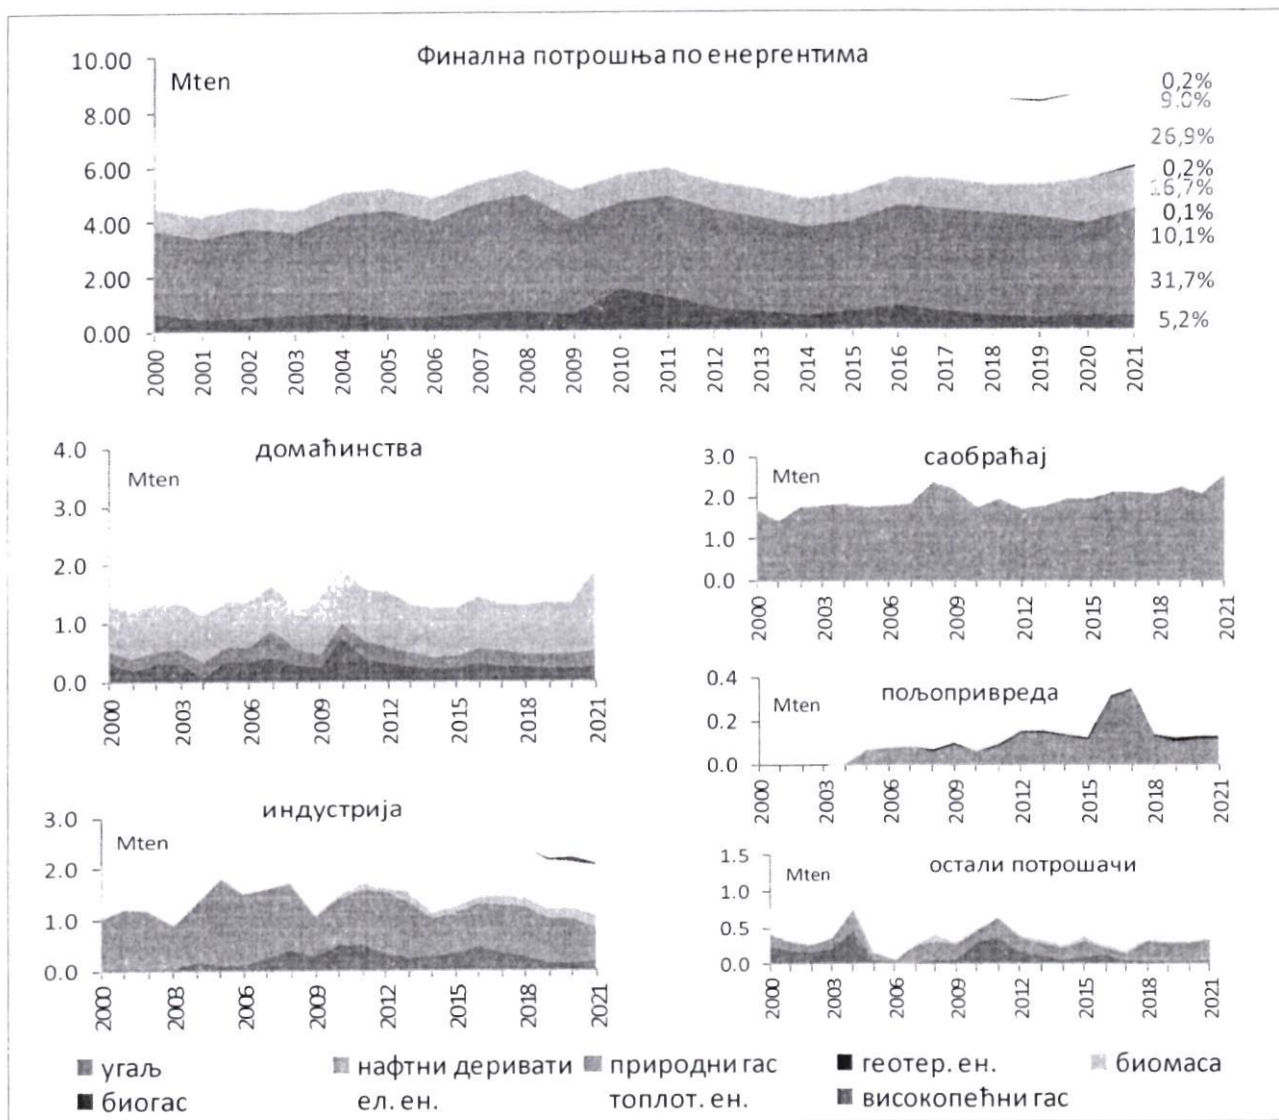 Финална потрошња по енергентима
10.00
Mten
8.00
6.00
4.00
2.00
0.00
0,2%
9.0%
26,9%
0,2%
16,7%
0,1%
10,1%
31,7%
5,2%
2000 2001 2002 2003 2004 2005 2006 2007 2008 2009 2010 2011 2012 2013 2014 2015 2016 2017 2018 2019 2020 2021
домаћинства
4.0
Mten
3.0
2.0
1.0
0.0
2000 2003 2006 2009 2012 2015 2018 2021
саобраћај
3.0
Mten
2.0
1.0
0.0
2000 2003 2006 2009 2012 2015 2018 2021
пољопривреда
0.4
Mten
0.2
0.0
2000 2003 2006 2009 2012 2015 2018 2021
индустрија
3.0
Mten
2.0
1.0
0.0
2000 2003 2006 2009 2012 2015 2018 2021
остали потрошачи
1.5
Mten
1.0
0.5
0.0
2000 2003 2006 2009 2012 2015 2018 2021
угаљ нафтни деривати природни гас геотер. ен. биомаса
биогас ел. ен. топлот. ен. високопећни гас